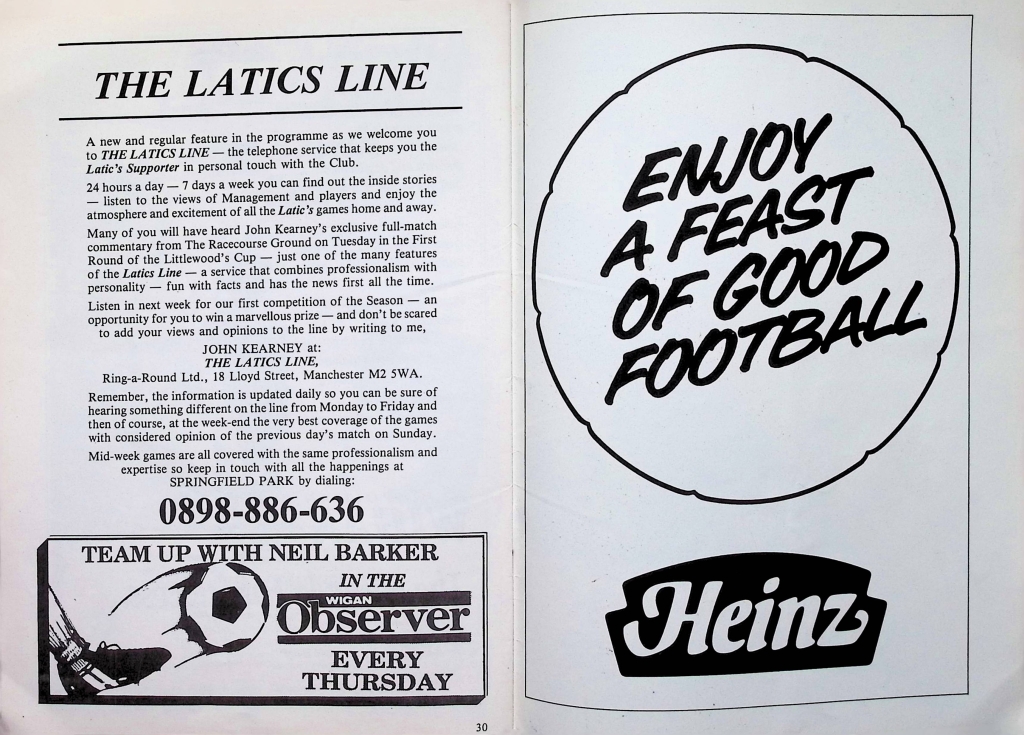 THE LATICS LINE
A new and regular feature in the programme as we welcome you
to THE LATICS LINE — the telephone service that keeps you the
Latic's Supporter in personal touch with the Club.
24 hours a day — 7 days a week you can find out the inside stories
— listen to the views of Management and players and enjoy the
atmosphere and excitement of all the Latic's games home and away.
Many of you will have heard John Kearney's exclusive full-match
commentary from The Racecourse Ground on Tuesday in the First
Round of the Littlewood's Cup — just one of the many features
of the Latics Line — a service that combines professionalism with
personality — fun with facts and has the news first all the time.
Listen in next week for our first competition of the Season — an
opportunity for you to win a marvellous prize — and don't be scared
to add your views and opinions to the line by writing to me,
JOHN KEARNEY at:
THE LATICS LINE,
Ring-a-Round Ltd., 18 Lloyd Street, Manchester M2 5WA.
Remember, the information is updated daily so you can be sure of
hearing something different on the line from Monday to Friday and
then of course, at the week-end the very best coverage of the games
with considered opinion of the previous day's match on Sunday.
Mid-week games are all covered with the same professionalism and
expertise so keep in touch with all the happenings at
SPRINGFIELD PARK by dialing:
0898-886-636
TEAM UP WITH NEIL BARKER
IN THE
WIGAN
Observer
EVERY
THURSDAY
30
ENJOY
A FEAST
OF GOOD
FOOTBALL
Heinz